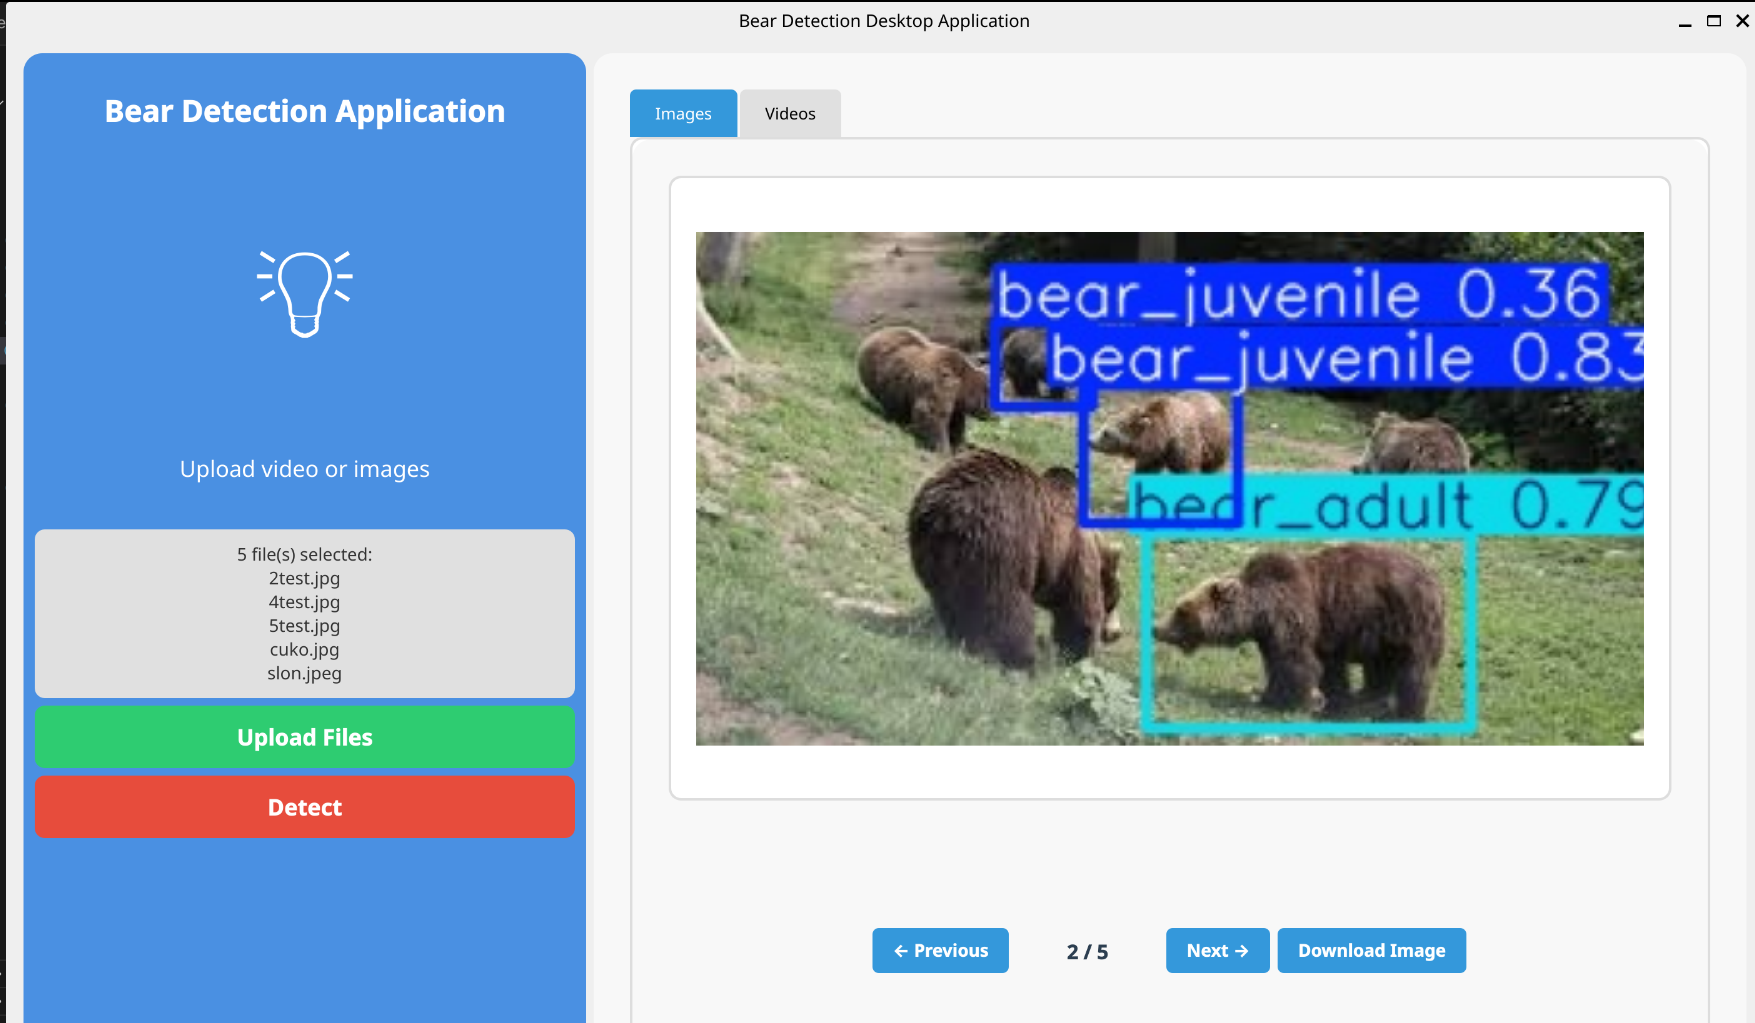 Bear Detection Desktop Application
Bear Detection Application
Upload video or images
5 file(s) selected:
2test.jpg
4test.jpg
5test.jpg
cuko.jpg
slon.jpeg
Upload Files
Detect
Images
Videos
bear_juvenile 0.36
bear_juvenile 0.83
bear_adult 0.79
← Previous
2 / 5
Next →
Download Image